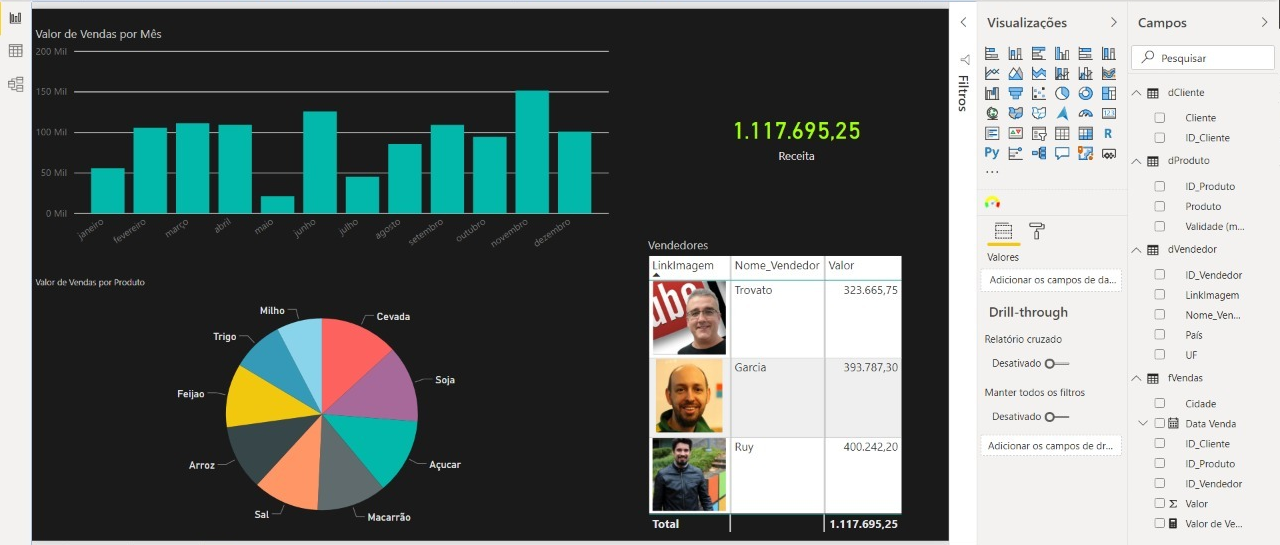 Valor de Vendas por Mês
200 Mil
150 Mil
100 Mil
50 Mil
0 Mil
janeiro
fevereiro
março
abril
maio
junho
julho
agosto
setembro
outubro
novembro
dezembro
1.117.695,25
Receita
Valor de Vendas por Produto
Milho
Cevada
Trigo
Soja
Feijao
Arroz
Açucar
Sal
Macarrão
Vendedores
LinkImagem Nome_Vendedor Valor
Trovato 323.665,75
Garcia 393.787,30
Ruy 400.242,20
Total 1.117.695,25
Filtros
Visualizações
123
R
Py
...
Valores
Adicionar os campos de da...
Drill-through
Relatório cruzado
Desativado
Manter todos os filtros
Desativado
Adicionar os campos de dr...
Campos
Pesquisar
dCliente
Cliente
ID_Cliente
dProduto
ID_Produto
Produto
Validade (m...
dVendedor
ID_Vendedor
LinkImagem
Nome_Ven...
País
UF
fVendas
Cidade
Data Venda
ID_Cliente
ID_Produto
ID_Vendedor
Σ Valor
Valor de Ve...